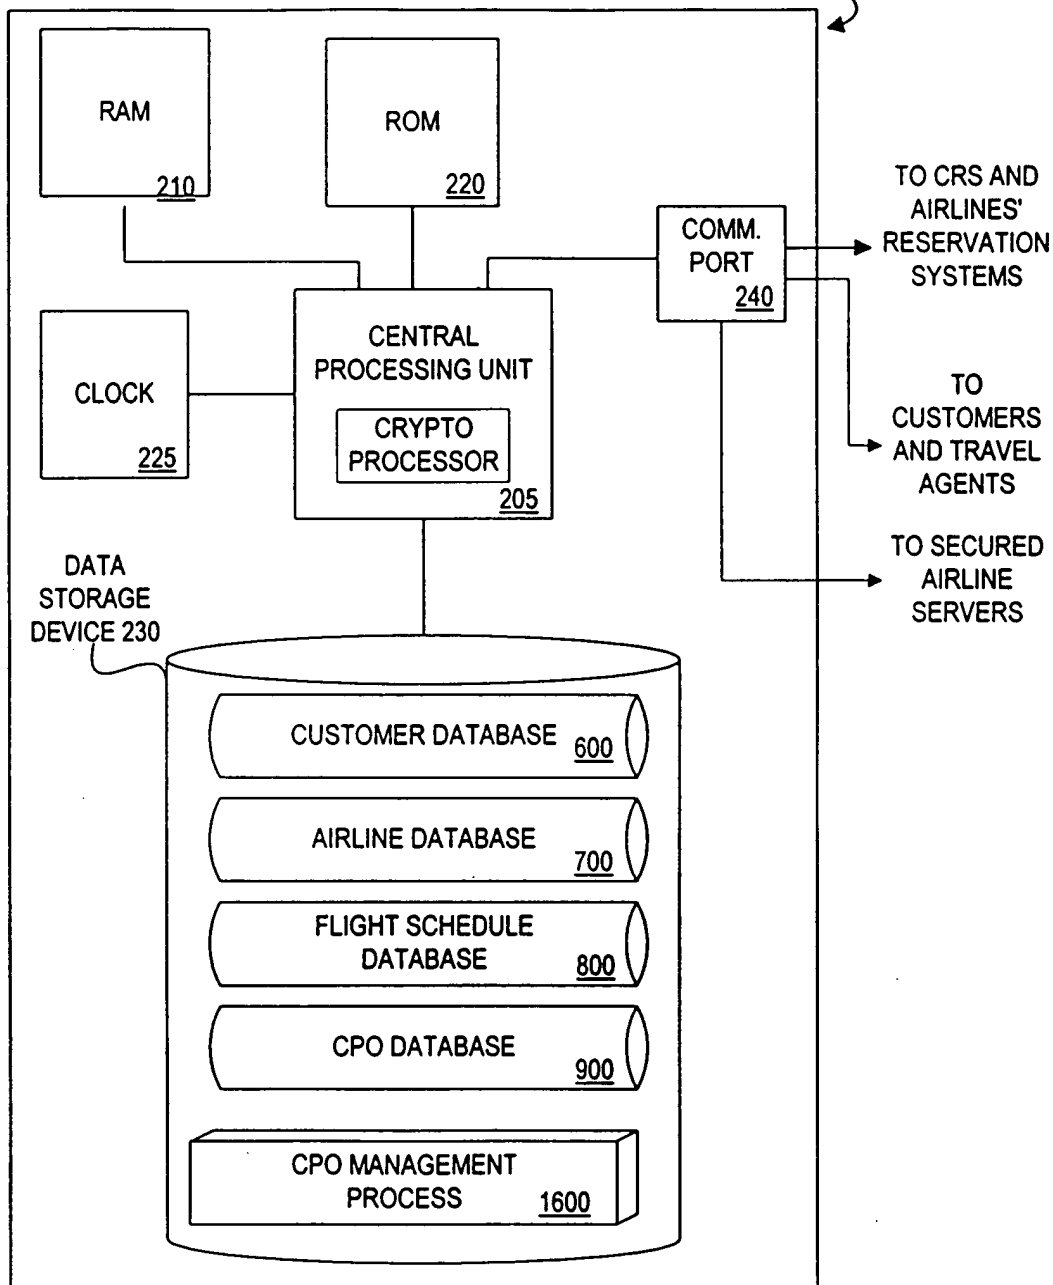 RAM
210
ROM
220
COMM.
PORT
240
TO CRS AND
AIRLINES'
RESERVATION
SYSTEMS
CENTRAL
PROCESSING UNIT
CRYPTO
PROCESSOR
205
CLOCK
225
TO
CUSTOMERS
AND TRAVEL
AGENTS
TO SECURED
AIRLINE
SERVERS
DATA
STORAGE
DEVICE 230
CUSTOMER DATABASE
600
AIRLINE DATABASE
700
FLIGHT SCHEDULE
DATABASE
800
CPO DATABASE
900
CPO MANAGEMENT
PROCESS
1600